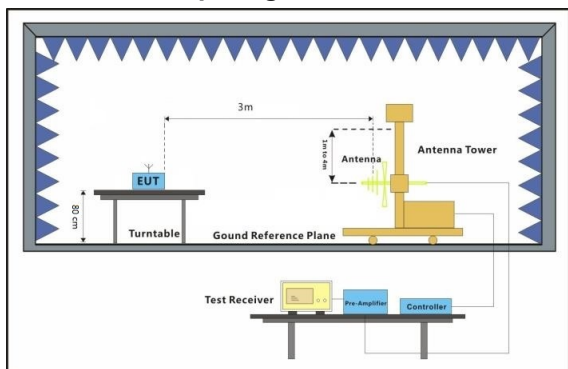 3m
1m to 4m
Antenna
Antenna Tower
EUT
80 cm
Turntable
Gound Reference Plane
Test Receiver
Pre-Amplifier
Controller